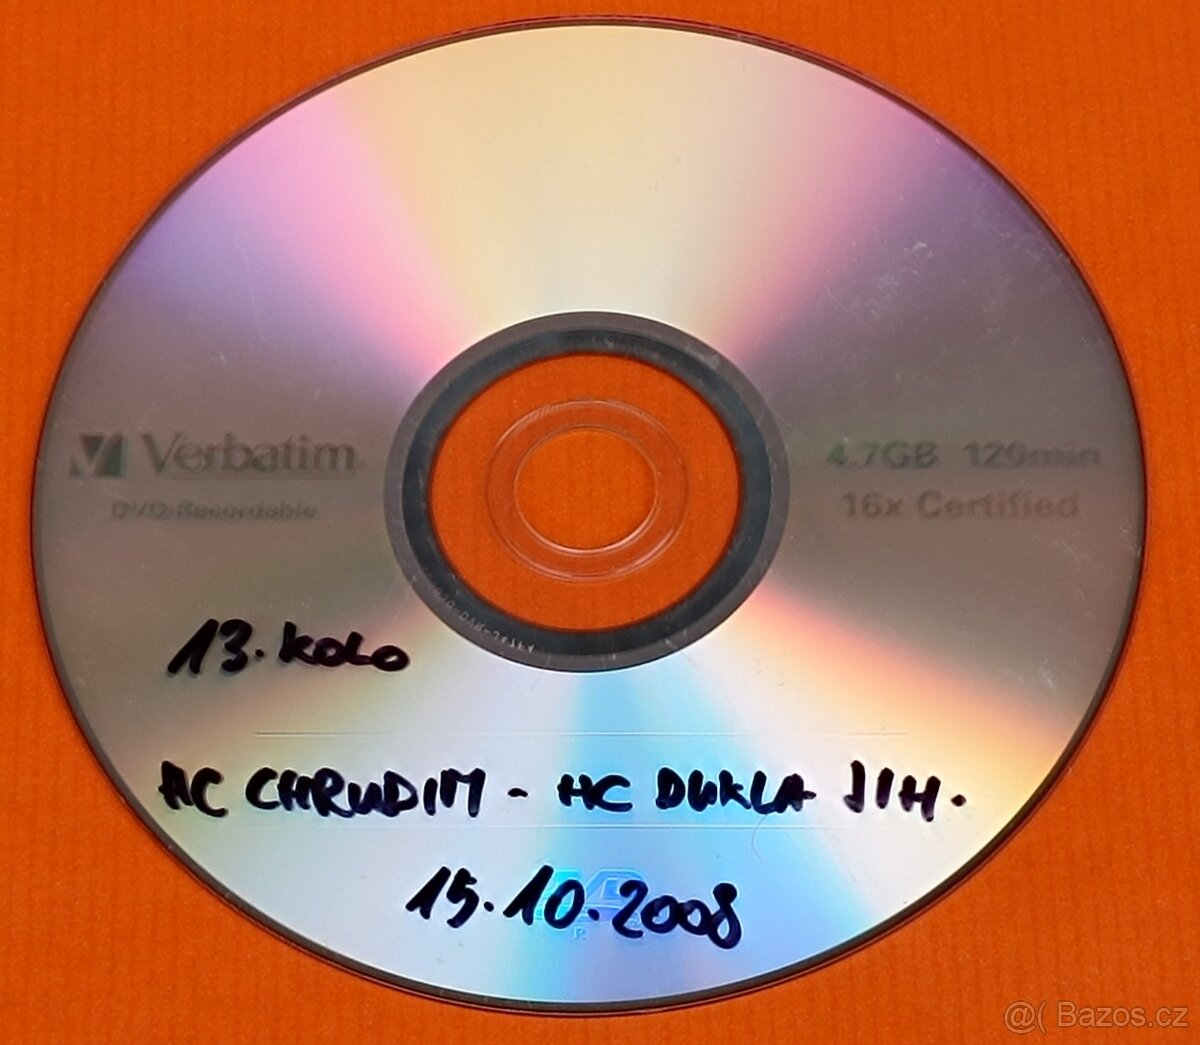 Verbatim
DVD-Recordable
4.7GB 120min
16x Certified
13. KOLO
HC CHRUDIM - HC DUKLA JIH.
15.10.2008
@( Bazos.cz